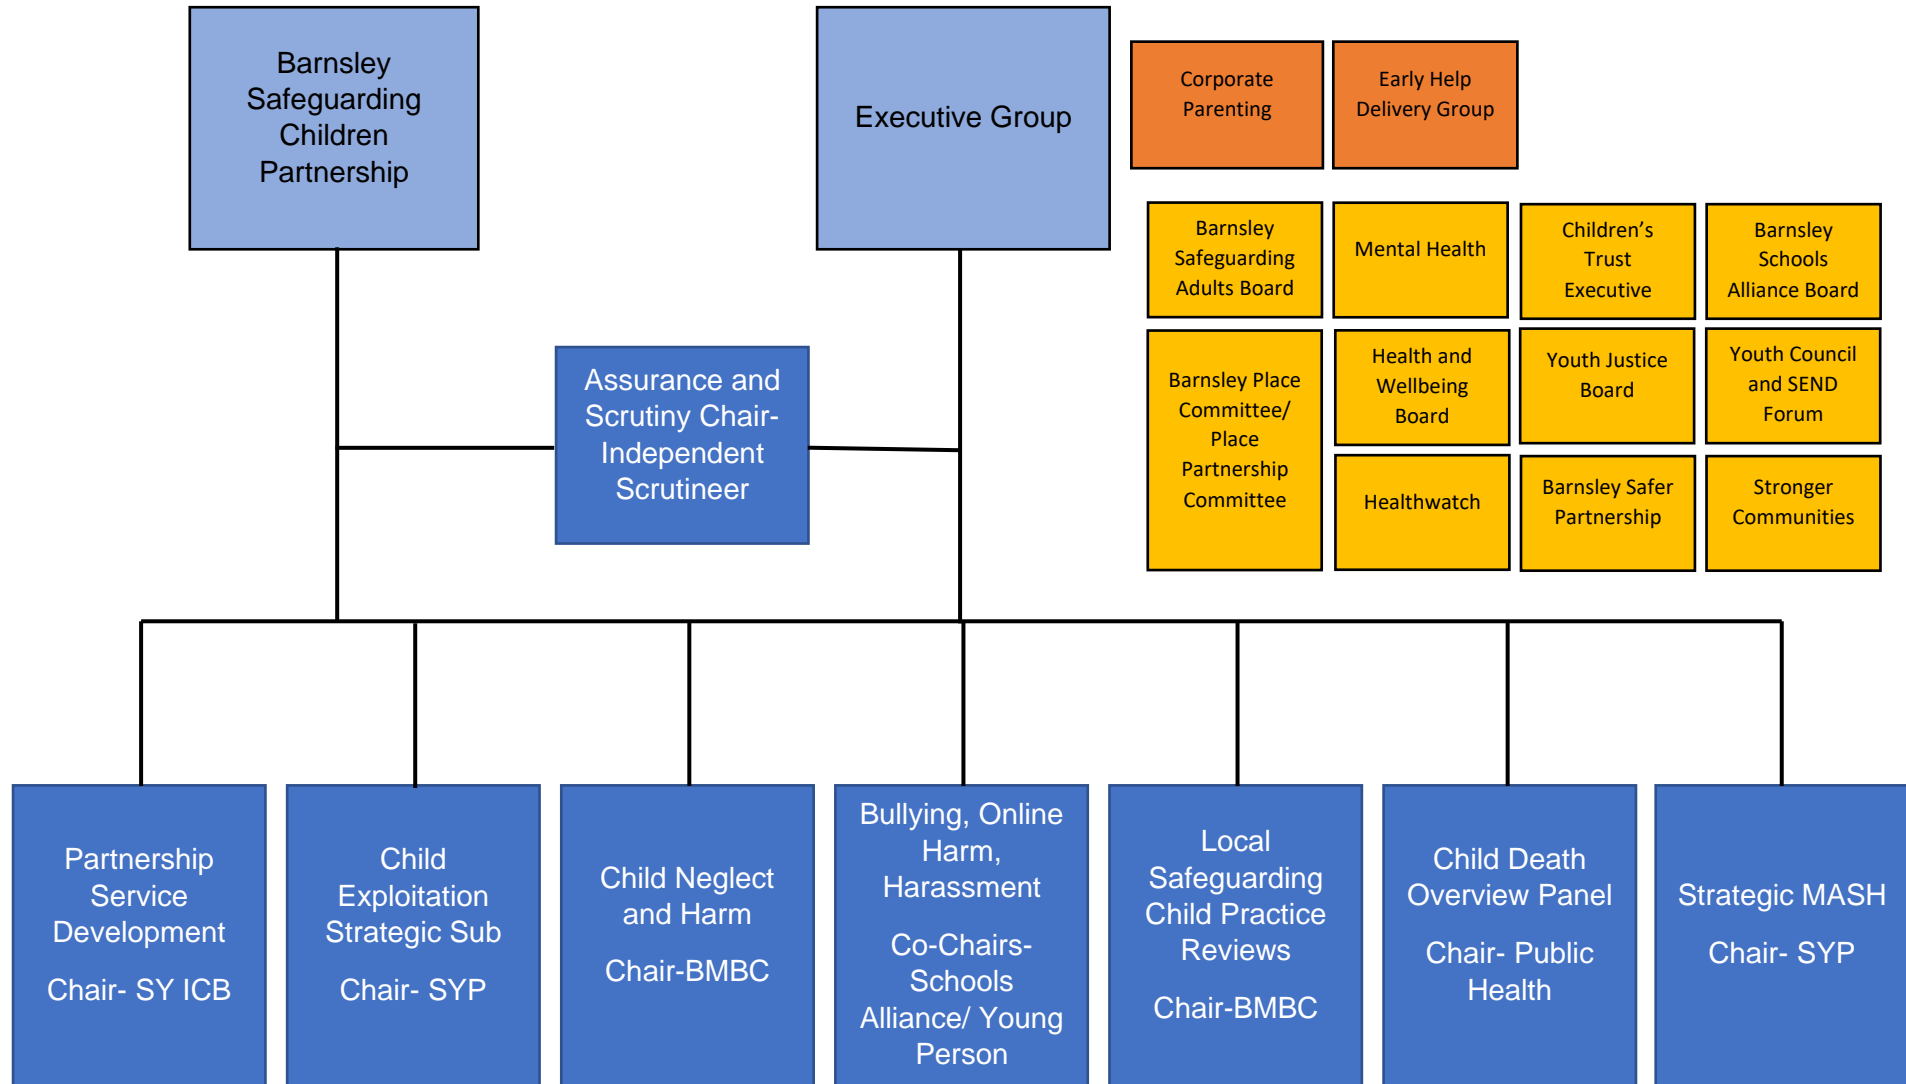 Barnsley
Safeguarding
Children
Partnership
Executive Group
Corporate
Parenting
Early Help
Delivery Group
Barnsley
Safeguarding
Adults Board
Mental Health
Children’s
Trust
Executive
Barnsley
Schools
Alliance Board
Barnsley Place
Committee/
Place
Partnership
Committee
Health and
Wellbeing
Board
Youth Justice
Board
Youth Council
and SEND
Forum
Healthwatch
Barnsley Safer
Partnership
Stronger
Communities
Assurance and
Scrutiny Chair-
Independent
Scrutineer
Partnership
Service
Development
Chair- SY ICB
Child
Exploitation
Strategic Sub
Chair- SYP
Child Neglect
and Harm
Chair-BMBC
Bullying, Online
Harm,
Harassment
Co-Chairs-
Schools
Alliance/ Young
Person
Local
Safeguarding
Child Practice
Reviews
Chair-BMBC
Child Death
Overview Panel
Chair- Public
Health
Strategic MASH
Chair- SYP